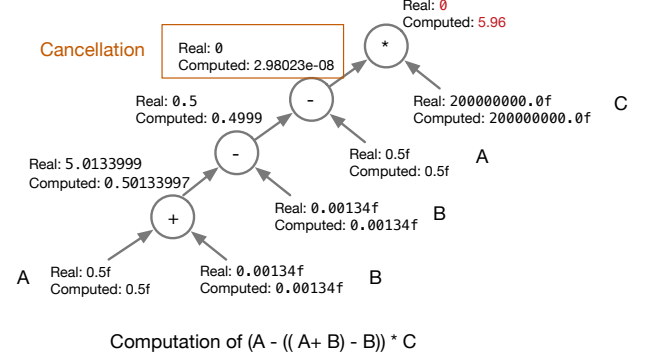 Real: 0
Computed: 5.96
*
Cancellation
Real: 0
Computed: 2.98023e-08
-
Real: 200000000.0f
Computed: 200000000.0f
C
Real: 0.5
Computed: 0.4999
-
Real: 0.5f
Computed: 0.5f
A
Real: 5.0133999
Computed: 0.50133997
+
Real: 0.00134f
Computed: 0.00134f
B
A
Real: 0.5f
Computed: 0.5f
Real: 0.00134f
Computed: 0.00134f
B
Computation of (A - (( A+ B) - B)) * C